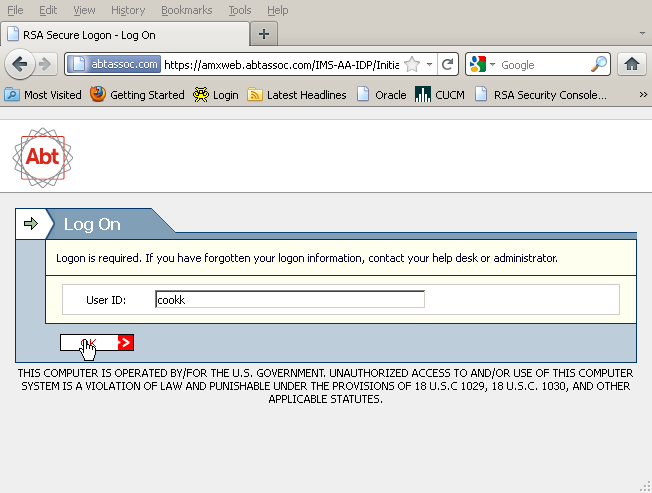 File Edit View History Bookmarks Tools Help
RSA Secure Logon - Log On
abtassoc.com https://amxweb.abtassoc.com/IMS-AA-IDP/Initia Google
Most Visited Getting Started Login Latest Headlines Oracle CUCM RSA Security Console... »
Abt
Log On
Logon is required. If you have forgotten your logon information, contact your help desk or administrator.
User ID: cookk
OK
THIS COMPUTER IS OPERATED BY/FOR THE U.S. GOVERNMENT. UNAUTHORIZED ACCESS TO AND/OR USE OF THIS COMPUTER
SYSTEM IS A VIOLATION OF LAW AND PUNISHABLE UNDER THE PROVISIONS OF 18 U.S.C 1029, 18 U.S.C. 1030, AND OTHER
APPLICABLE STATUTES.